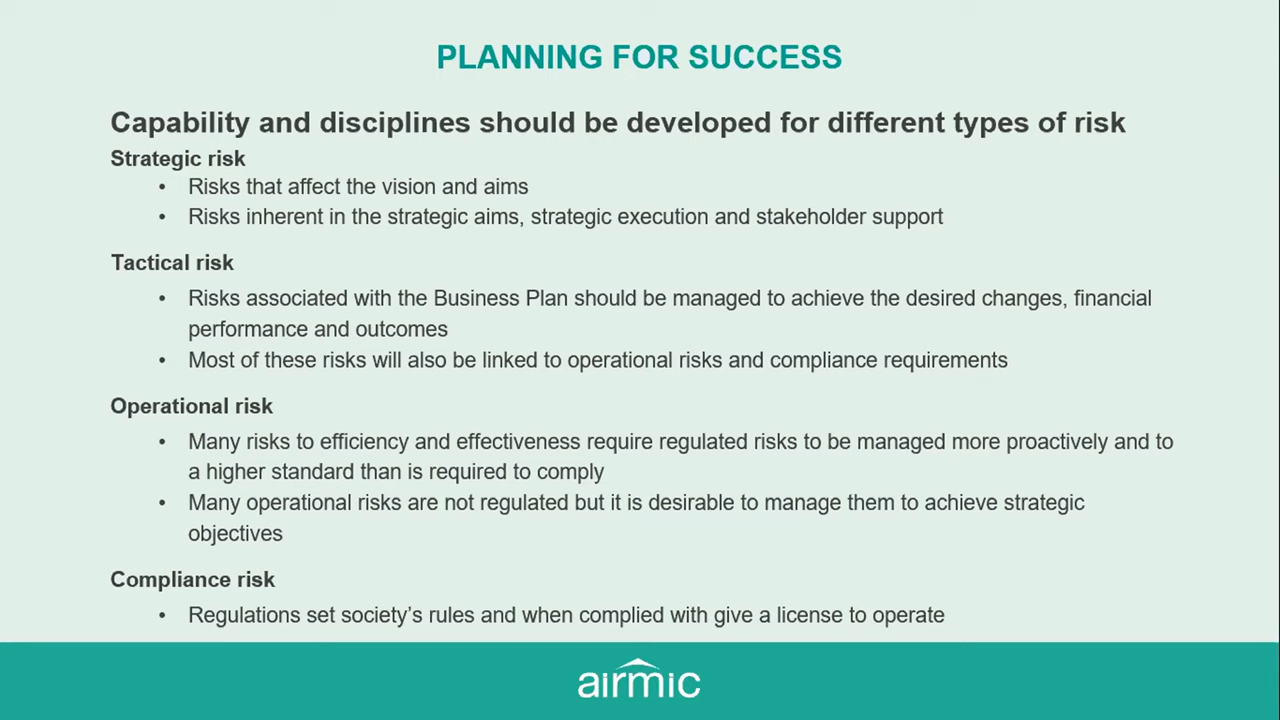 PLANNING FOR SUCCESS
Capability and disciplines should be developed for different types of risk
Strategic risk
• Risks that affect the vision and aims
• Risks inherent in the strategic aims, strategic execution and stakeholder support
Tactical risk
• Risks associated with the Business Plan should be managed to achieve the desired changes, financial
performance and outcomes
• Most of these risks will also be linked to operational risks and compliance requirements
Operational risk
• Many risks to efficiency and effectiveness require regulated risks to be managed more proactively and to
a higher standard than is required to comply
• Many operational risks are not regulated but it is desirable to manage them to achieve strategic
objectives
Compliance risk
• Regulations set society’s rules and when complied with give a license to operate
airmic